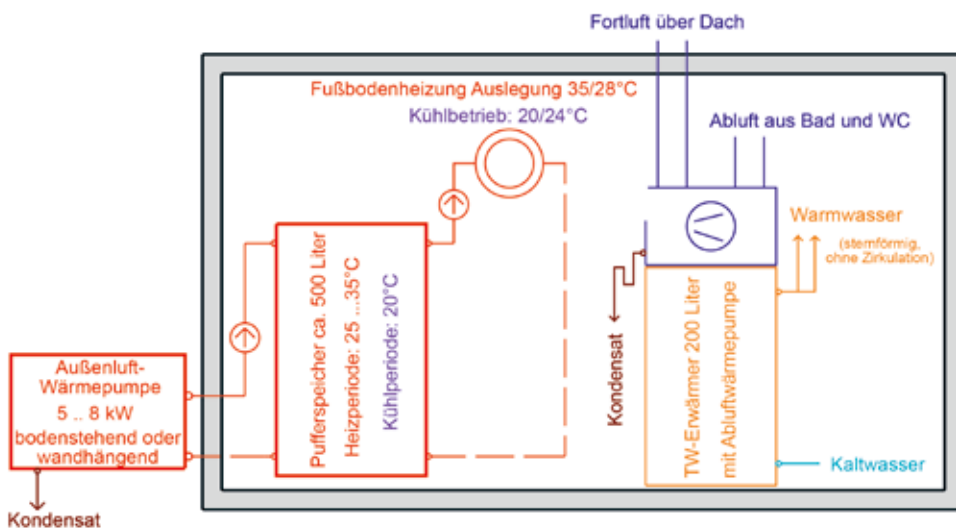 Fortluft über Dach
Fußbodenheizung Auslegung 35/28°C
Kühlbetrieb: 20/24°C
Abluft aus Bad und WC
Warmwasser
(sternförmig,
ohne Zirkulation)
Pufferspeicher ca. 500 Liter
Heizperiode: 25 ...35°C
Kühlperiode: 20°C
Kondensat
TW-Erwärmer 200 Liter
mit Abluftwärmepumpe
Außenluft-
Wärmepumpe
5 .. 8 kW
bodenstehend oder
wandhängend
Kaltwasser
Kondensat